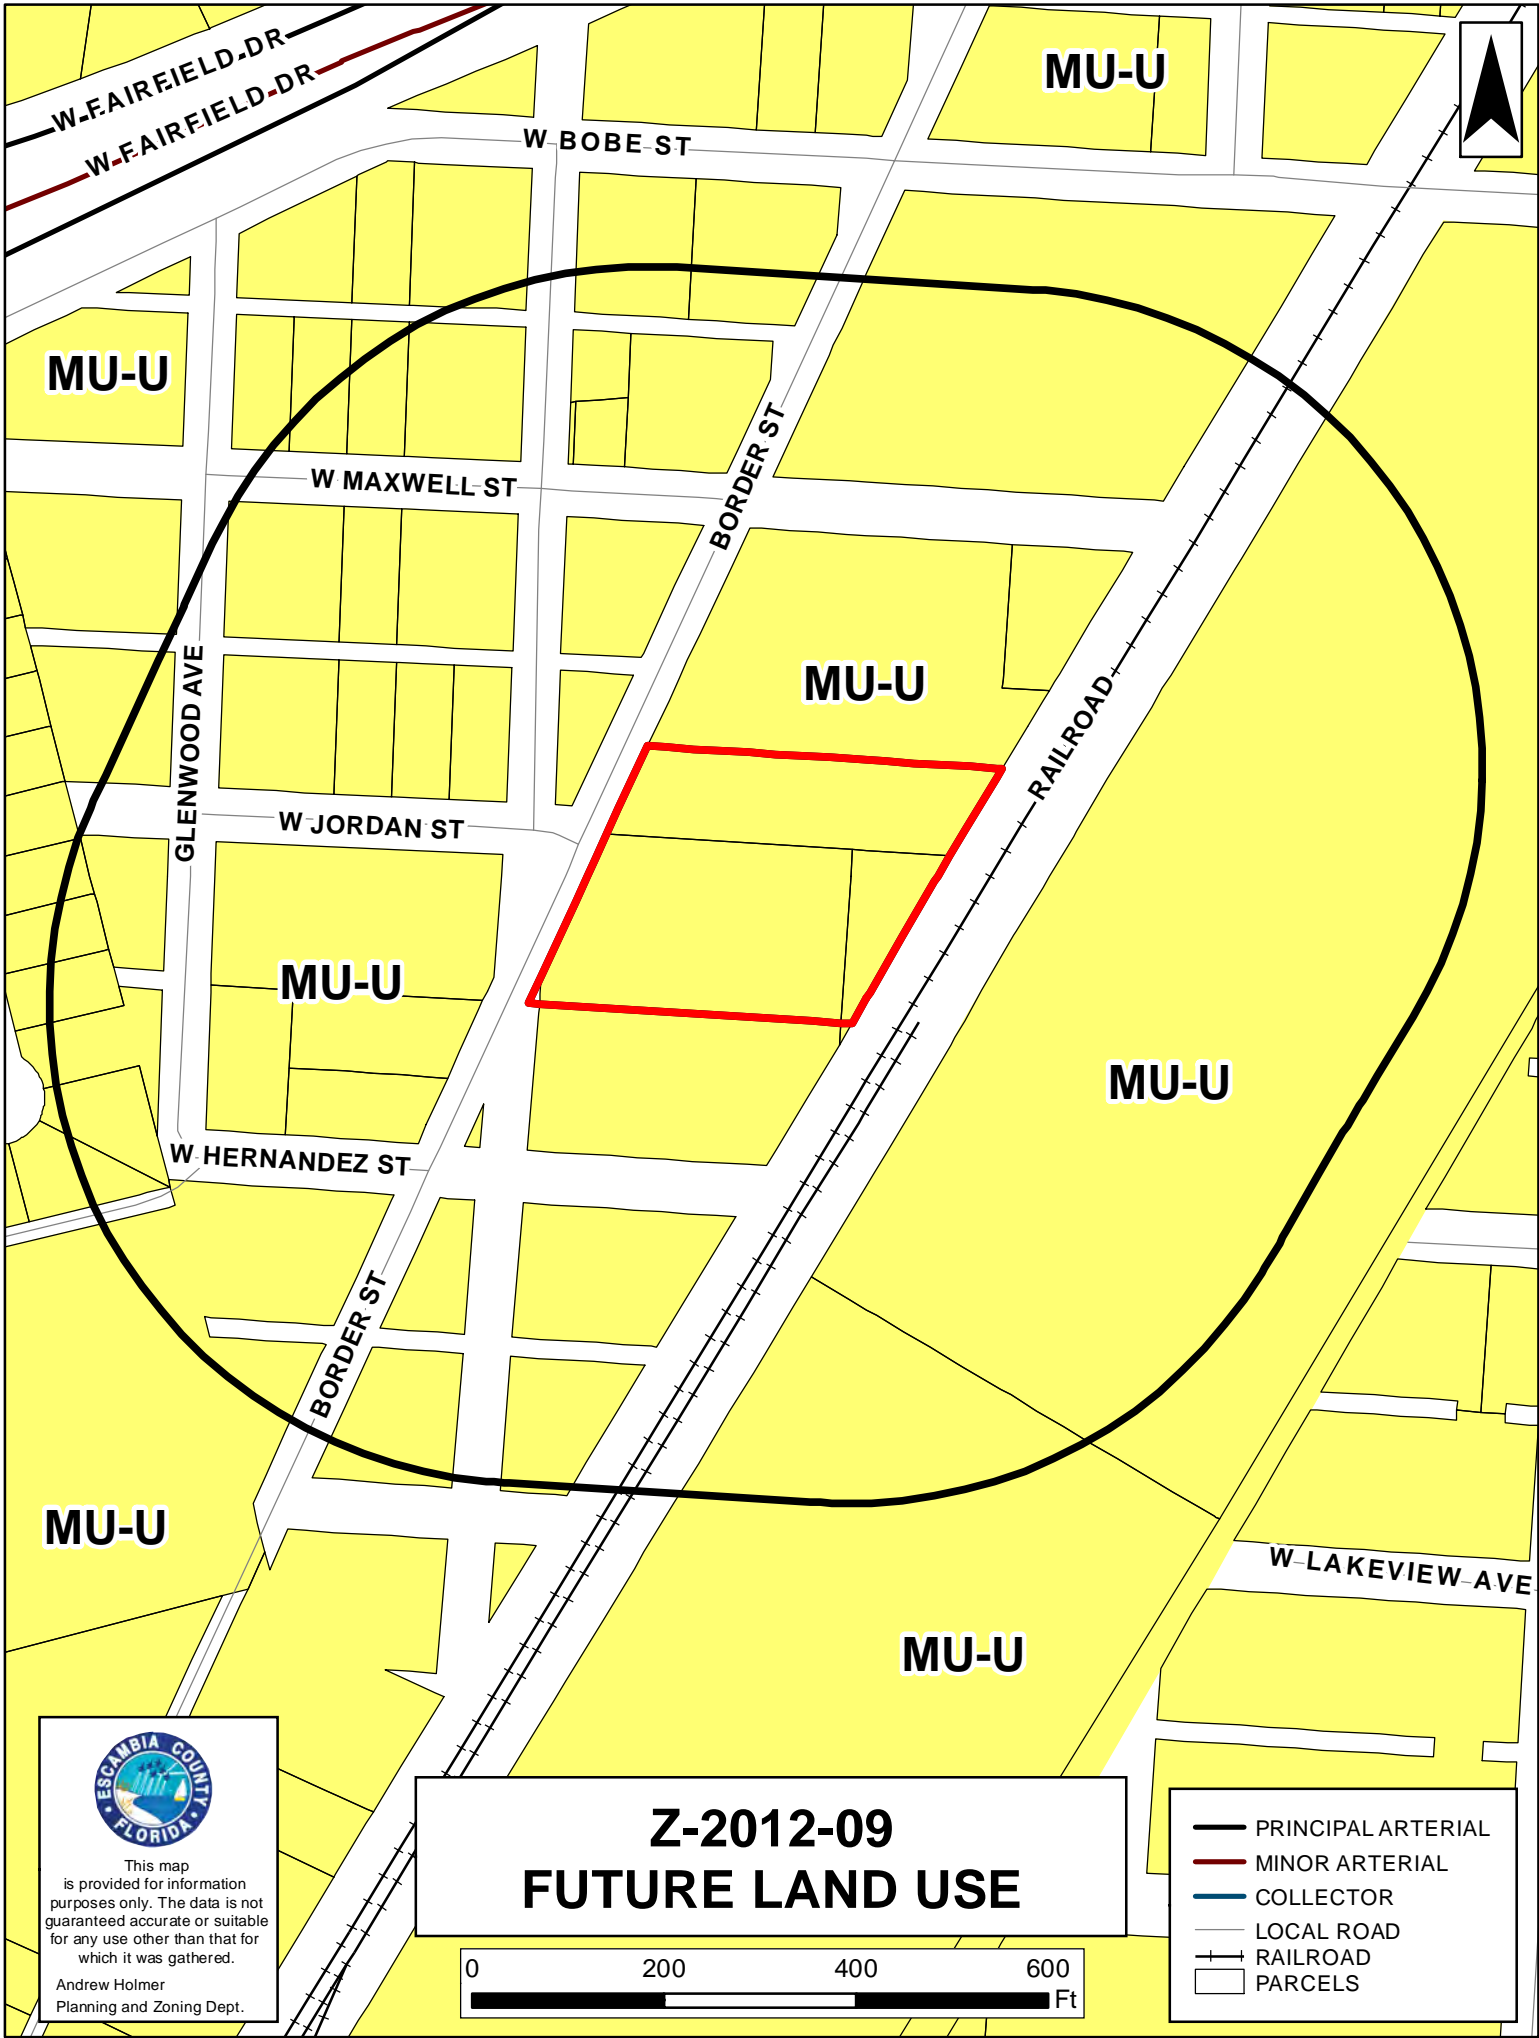 W FAIRFIELD DR
W FAIRFIELD DR
MU-U
W BOBE ST
MU-U
BORDER ST
W MAXWELL ST
MU-U
RAILROAD
GLENWOOD AVE
W JORDAN ST
MU-U
MU-U
W HERNANDEZ ST
BORDER ST
MU-U
W LAKEVIEW AVE
MU-U
ESCAMBIA COUNTY
FLORIDA
This map
is provided for information
purposes only. The data is not
guaranteed accurate or suitable
for any use other than that for
which it was gathered.
Andrew Holmer
Planning and Zoning Dept.
Z-2012-09
FUTURE LAND USE
0 200 400 600
Ft
PRINCIPAL ARTERIAL
MINOR ARTERIAL
COLLECTOR
LOCAL ROAD
RAILROAD
PARCELS